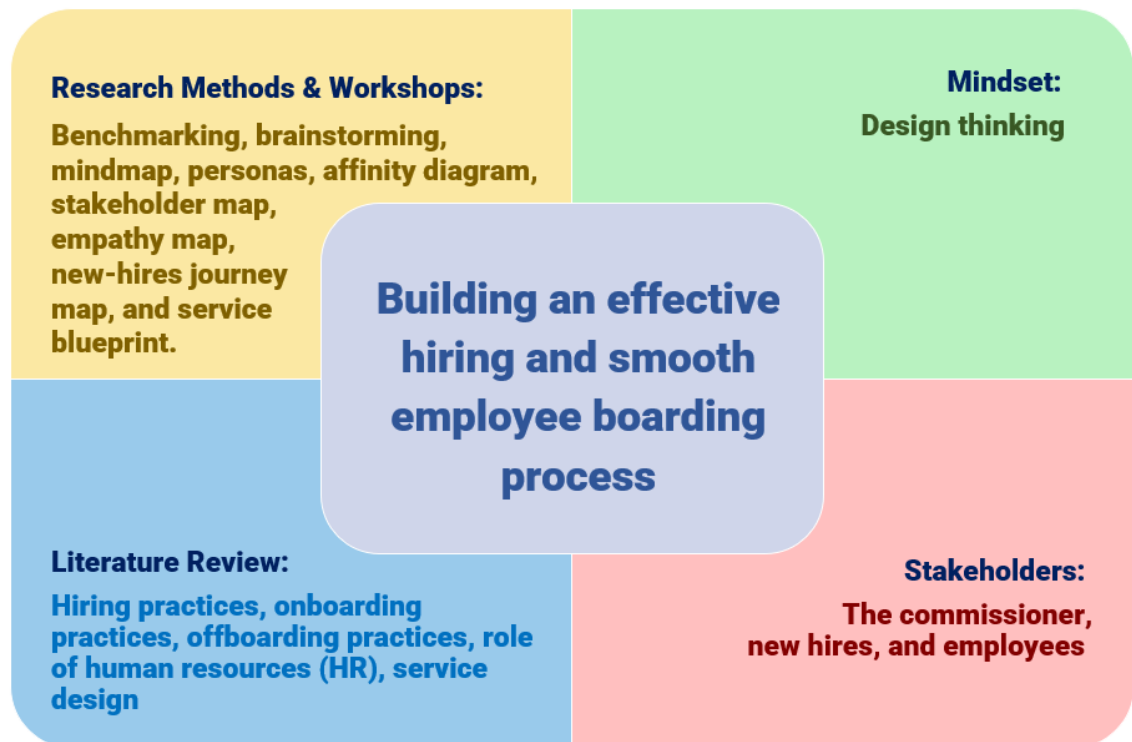 Research Methods & Workshops:
Benchmarking, brainstorming,
mindmap, personas, affinity diagram,
stakeholder map,
empathy map,
new-hires journey
map, and service
blueprint.
Mindset:
Design thinking
Building an effective
hiring and smooth
employee boarding
process
Literature Review:
Hiring practices, onboarding
practices, offboarding practices, role
of human resources (HR), service
design
Stakeholders:
The commissioner,
new hires, and employees